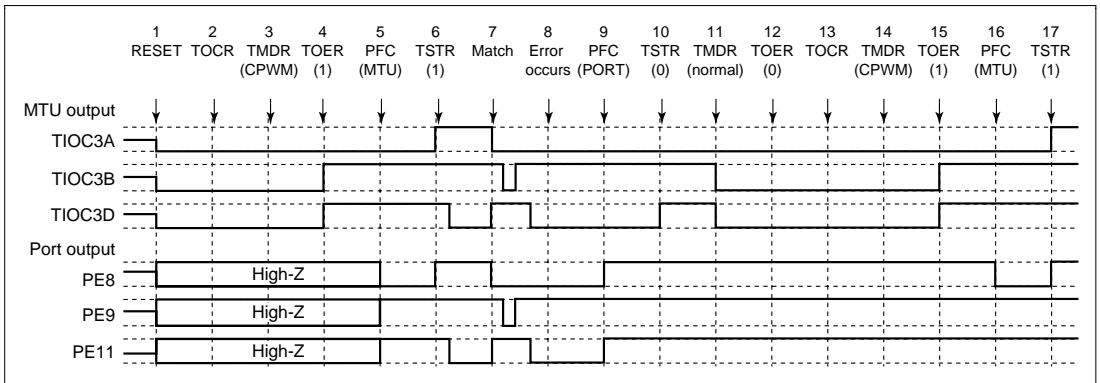 1 2 3 4 5 6 7 8 9 10 11 12 13 14 15 16 17
RESET TOCR TMDR TOER PFC TSTR Match Error PFC TSTR TMDR TOER TOCR TMDR TOER PFC TSTR
(CPWM) (1) (MTU) (1) occurs (PORT) (0) (normal) (0) (CPWM) (1) (MTU) (1)
MTU output
TIOC3A
TIOC3B
TIOC3D
Port output
PE8 High-Z
PE9 High-Z
PE11 High-Z